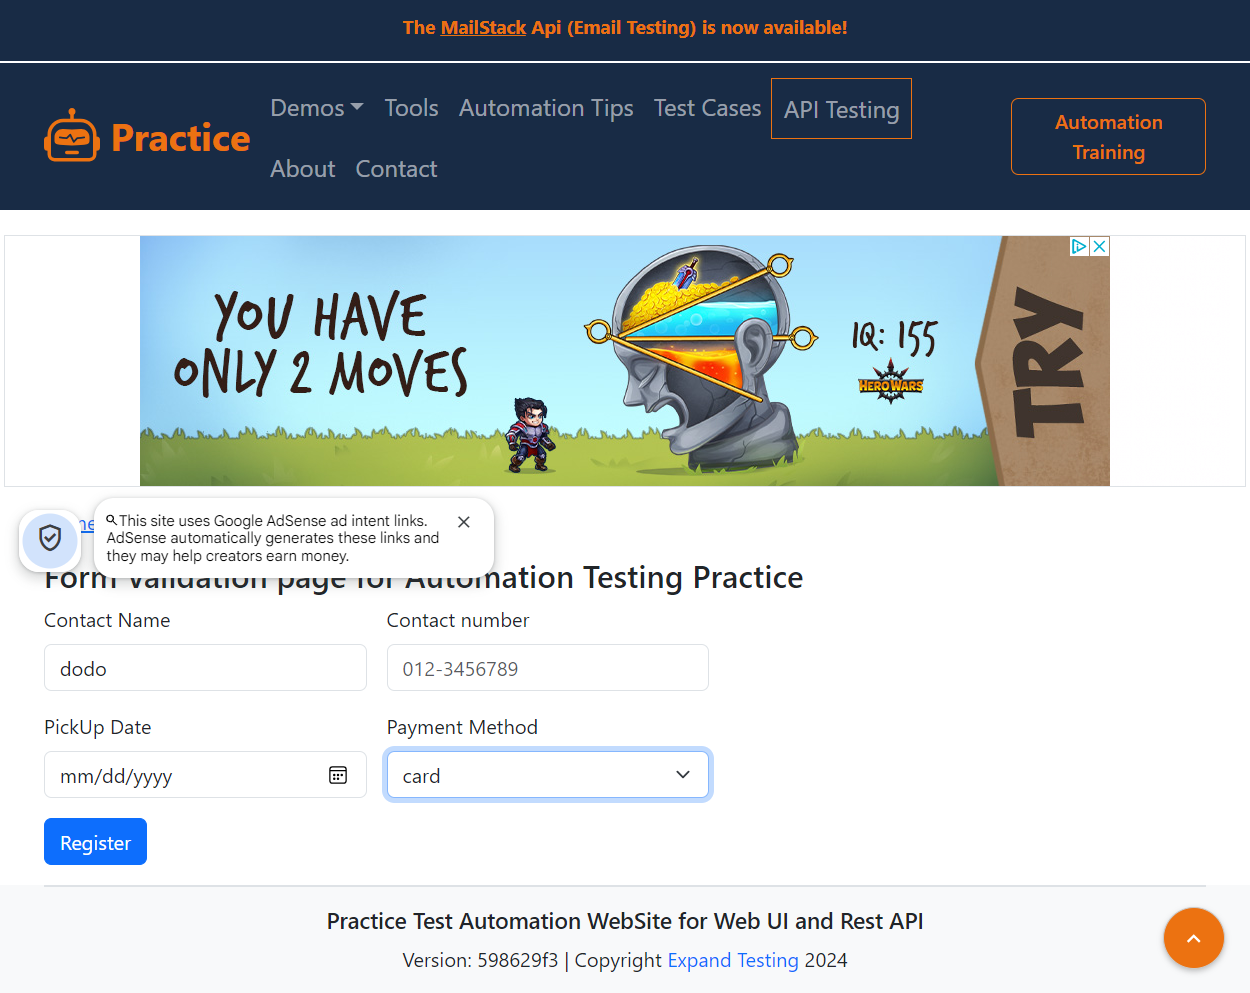 The MailStack Api (Email Testing) is now available!
Practice
Demos Tools Automation Tips Test Cases API Testing
About Contact
Automation
Training
YOU HAVE
ONLY 2 MOVES
IQ: 155
HERO WARS
TRY
This site uses Google AdSense ad intent links.
AdSense automatically generates these links and
they may help creators earn money.
Form Validation page for Automation Testing Practice
Contact Name Contact number
dodo 012-3456789
PickUp Date Payment Method
mm/dd/yyyy card
Register
Practice Test Automation WebSite for Web UI and Rest API
Version: 598629f3 | Copyright Expand Testing 2024